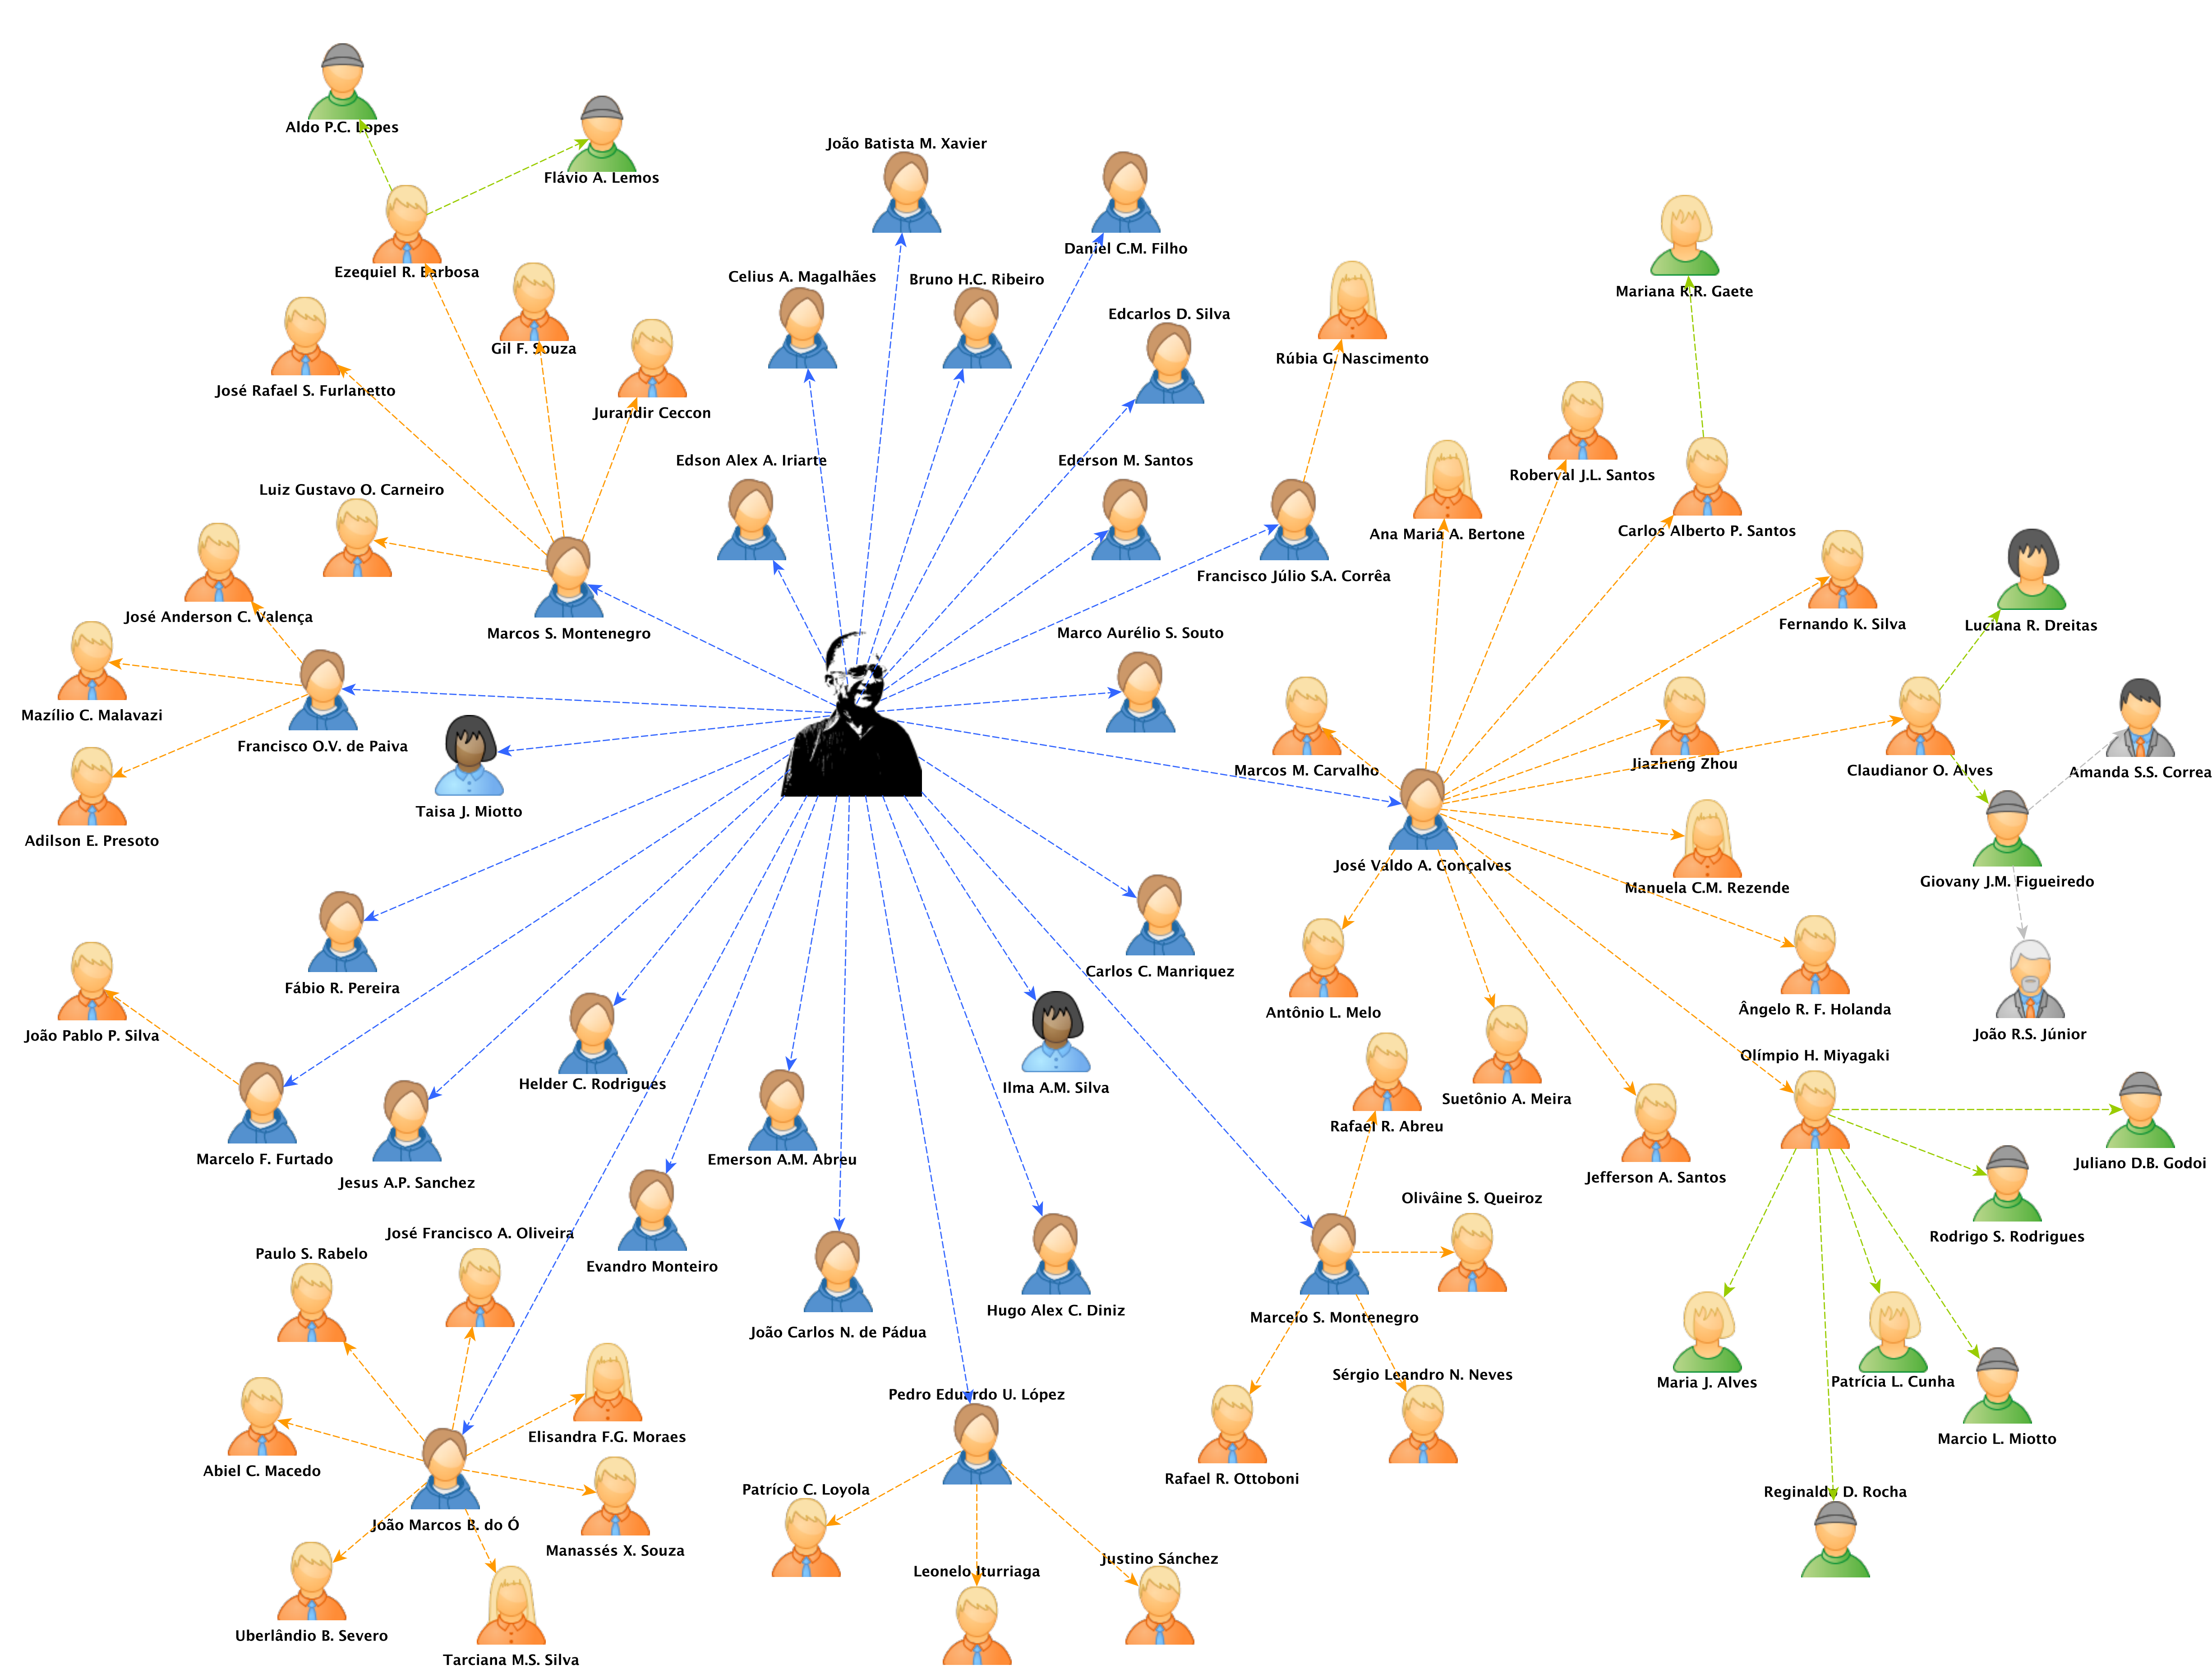 Aldo P.C. Lopes
Flávio A. Lemos
João Batista M. Xavier
Daniel C.M. Filho
Ezequiel R. Barbosa
Celius A. Magalhães
Bruno H.C. Ribeiro
Mariana R.R. Gaete
Edcarlos D. Silva
Gil F. Souza
Rúbia G. Nascimento
José Rafael S. Furlanetto
Jurandir Ceccon
Edson Alex A. Iriarte
Ederson M. Santos
Roberval J.L. Santos
Luiz Gustavo O. Carneiro
Ana Maria A. Bertone
Carlos Alberto P. Santos
Francisco Júlio S.A. Corrêa
José Anderson C. Valença
Fernando K. Silva
Luciana R. Dreitas
Marcos S. Montenegro
Marco Aurélio S. Souto
Mazílio C. Malavazi
Francisco O.V. de Paiva
Jiazheng Zhou
Marcos M. Carvalho
Claudianor O. Alves
Amanda S.S. Correa
Taisa J. Miotto
Adilson E. Presoto
José Valdo A. Gonçalves
Giovany J.M. Figueiredo
Manuela C.M. Rezende
Carlos C. Manriquez
Fábio R. Pereira
Ângelo R. F. Holanda
Antônio L. Melo
João Pablo P. Silva
João R.S. Júnior
Olímpio H. Miyagaki
Helder C. Rodrigues
Ilma A.M. Silva
Suetônio A. Meira
Rafael R. Abreu
Marcelo F. Furtado
Emerson A.M. Abreu
Juliano D.B. Godoi
Jefferson A. Santos
Jesus A.P. Sanchez
Olivâine S. Queiroz
José Francisco A. Oliveira
Rodrigo S. Rodrigues
Paulo S. Rabelo
Evandro Monteiro
Hugo Alex C. Diniz
Marcelo S. Montenegro
João Carlos N. de Pádua
Sérgio Leandro N. Neves
Maria J. Alves
Patrícia L. Cunha
Pedro Eduardo U. López
Elisandra F.G. Moraes
Marcio L. Miotto
Abiel C. Macedo
Rafael R. Ottoboni
Patrício C. Loyola
Reginaldo D. Rocha
João Marcos B. do Ó
Manassés X. Souza
Justino Sánchez
Leonelo Iturriaga
Uberlândio B. Severo
Tarciana M.S. Silva